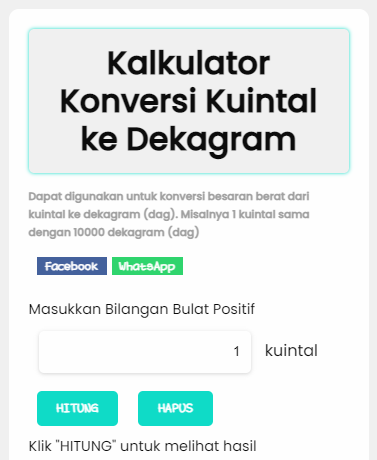 Kalkulator
Konversi Kuintal
ke Dekagram
Dapat digunakan untuk konversi besaran berat dari
kuintal ke dekagram (dag). Misalnya 1 kuintal sama
dengan 10000 dekagram (dag)
Facebook WhatsApp
Masukkan Bilangan Bulat Positif
1 kuintal
HITUNG HAPUS
Klik "HITUNG" untuk melihat hasil